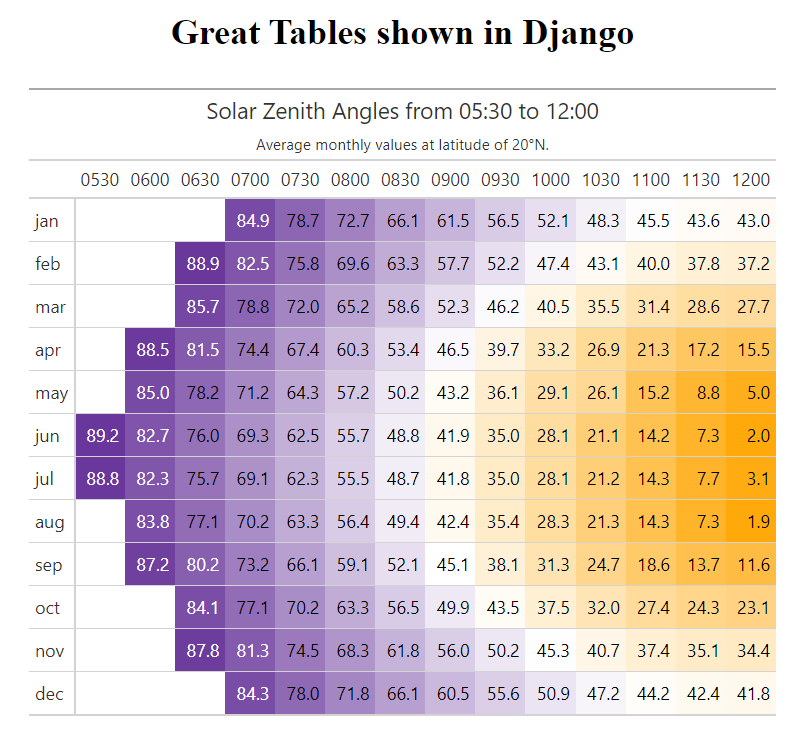 Great Tables shown in Django
Solar Zenith Angles from 05:30 to 12:00
Average monthly values at latitude of 20°N.
0530 0600 0630 0700 0730 0800 0830 0900 0930 1000 1030 1100 1130 1200
jan 84.9 78.7 72.7 66.1 61.5 56.5 52.1 48.3 45.5 43.6 43.0
feb 88.9 82.5 75.8 69.6 63.3 57.7 52.2 47.4 43.1 40.0 37.8 37.2
mar 85.7 78.8 72.0 65.2 58.6 52.3 46.2 40.5 35.5 31.4 28.6 27.7
apr 88.5 81.5 74.4 67.4 60.3 53.4 46.5 39.7 33.2 26.9 21.3 17.2 15.5
may 85.0 78.2 71.2 64.3 57.2 50.2 43.2 36.1 29.1 26.1 15.2 8.8 5.0
jun 89.2 82.7 76.0 69.3 62.5 55.7 48.8 41.9 35.0 28.1 21.1 14.2 7.3 2.0
jul 88.8 82.3 75.7 69.1 62.3 55.5 48.7 41.8 35.0 28.1 21.2 14.3 7.7 3.1
aug 83.8 77.1 70.2 63.3 56.4 49.4 42.4 35.4 28.3 21.3 14.3 7.3 1.9
sep 87.2 80.2 73.2 66.1 59.1 52.1 45.1 38.1 31.3 24.7 18.6 13.7 11.6
oct 84.1 77.1 70.2 63.3 56.5 49.9 43.5 37.5 32.0 27.4 24.3 23.1
nov 87.8 81.3 74.5 68.3 61.8 56.0 50.2 45.3 40.7 37.4 35.1 34.4
dec 84.3 78.0 71.8 66.1 60.5 55.6 50.9 47.2 44.2 42.4 41.8